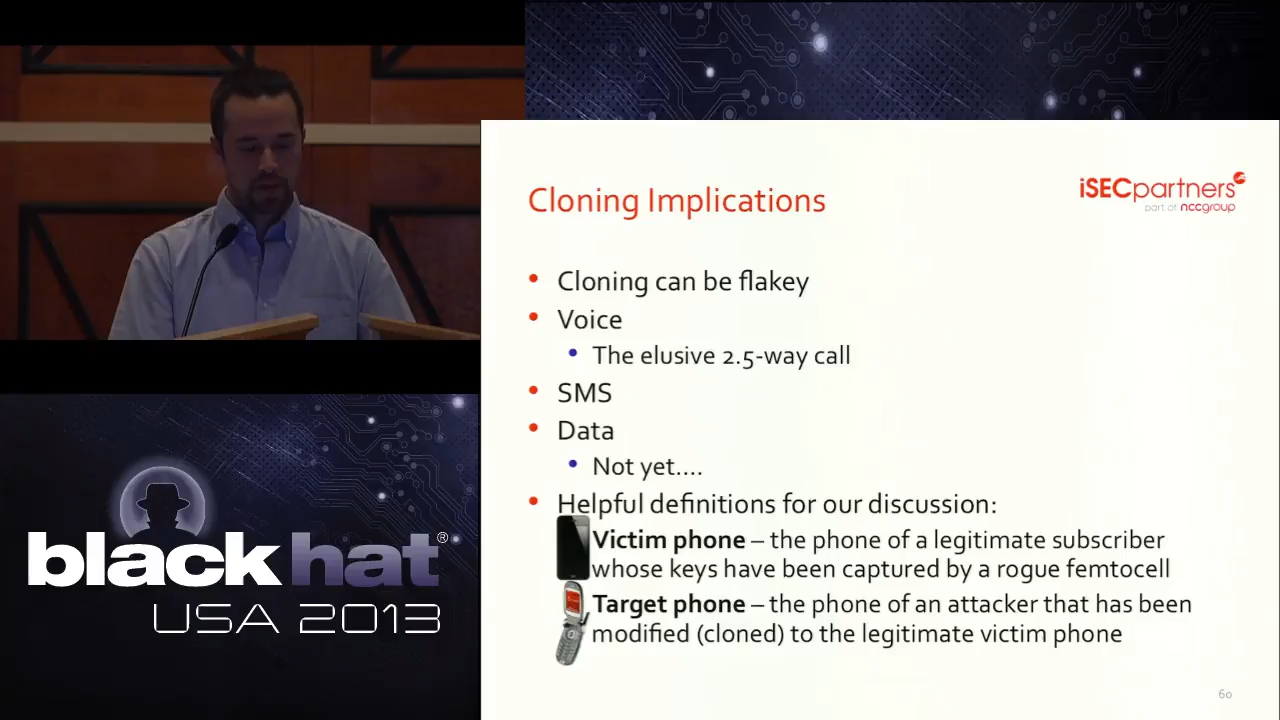 Cloning Implications
iSECpartners
part of nccgroup
• Cloning can be flakey
• Voice
• The elusive 2.5-way call
• SMS
• Data
• Not yet....
• Helpful definitions for our discussion:
Victim phone – the phone of a legitimate subscriber
whose keys have been captured by a rogue femtocell
Target phone – the phone of an attacker that has been
modified (cloned) to the legitimate victim phone
60
black hat®
USA 2013